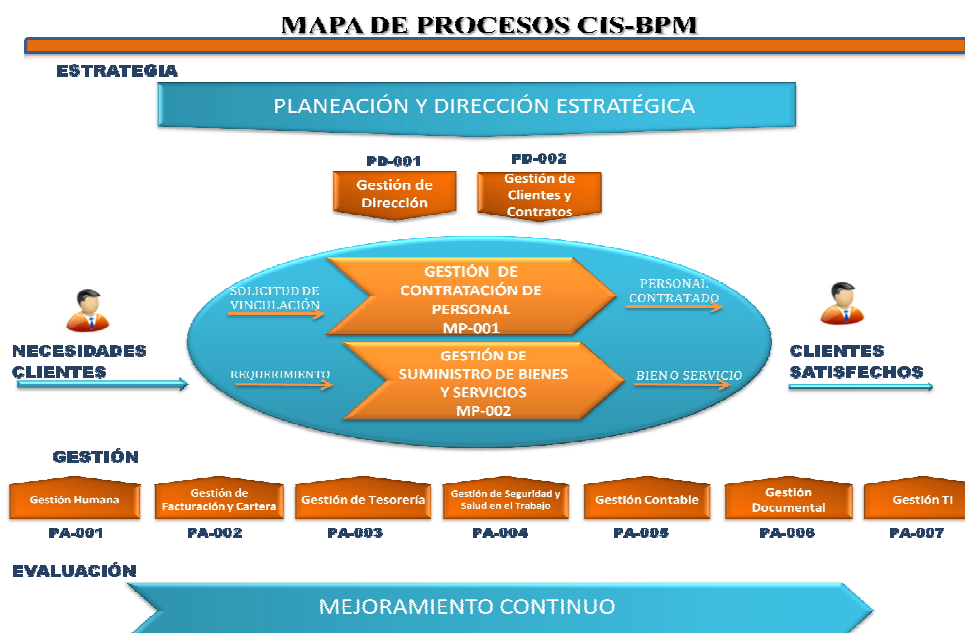 MAPA DE PROCESOS CIS-BPM
ESTRATEGIA
PLANEACIÓN Y DIRECCIÓN ESTRATÉGICA
PD-001
Gestión de
Dirección
PD-002
Gestión de
Clientes y
Contratos
SOLICITUD DE
VINCULACIÓN
GESTIÓN DE
CONTRATACIÓN DE
PERSONAL
MP-001
PERSONAL
CONTRATADO
NECESIDADES
CLIENTES
REQUERIMIENTO
GESTIÓN DE
SUMINISTRO DE BIENES
Y SERVICIOS
MP-002
BIEN O SERVICIO
CLIENTES
SATISFECHOS
GESTIÓN
Gestión Humana
PA-001
Gestión de
Facturación y Cartera
PA-002
Gestión de Tesorería
PA-003
Gestión de Seguridad y
Salud en el Trabajo
PA-004
Gestión Contable
PA-005
Gestión
Documental
PA-006
Gestión TI
PA-007
EVALUACIÓN
MEJORAMIENTO CONTINUO